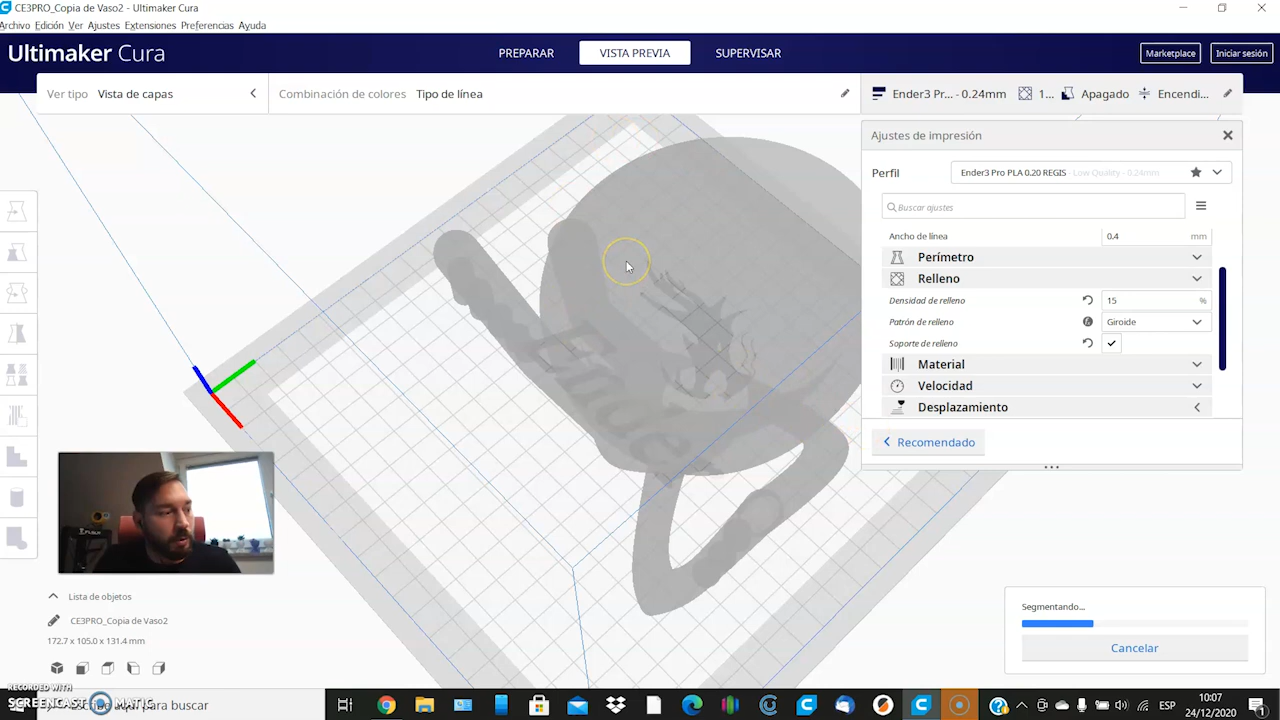 CE3PRO_Copia de Vaso2 - Ultimaker Cura
Archivo Edición Ver Ajustes Extensiones Preferencias Ayuda
Ultimaker Cura
PREPARAR
VISTA PREVIA
SUPERVISAR
Marketplace
Iniciar sesión
Ver tipo Vista de capas
Combinación de colores Tipo de línea
Ender3 Pr... - 0.24mm
1...
Apagado
Encendi...
Ajustes de impresión
Perfil
Ender3 Pro PLA 0.20 REGIS - Low Quality - 0.24mm
Buscar ajustes
Ancho de línea 0.4 mm
Perímetro
Relleno
Densidad de relleno 15 %
Patrón de relleno Giroide
Soporte de relleno
Material
Velocidad
Desplazamiento
Recomendado
Lista de objetos
CE3PRO_Copia de Vaso2
172.7 x 105.0 x 131.4 mm
Segmentando...
Cancelar
RECORDED WITH
SCREENCAST MATIC
para buscar
ESP
10:07
24/12/2020
1